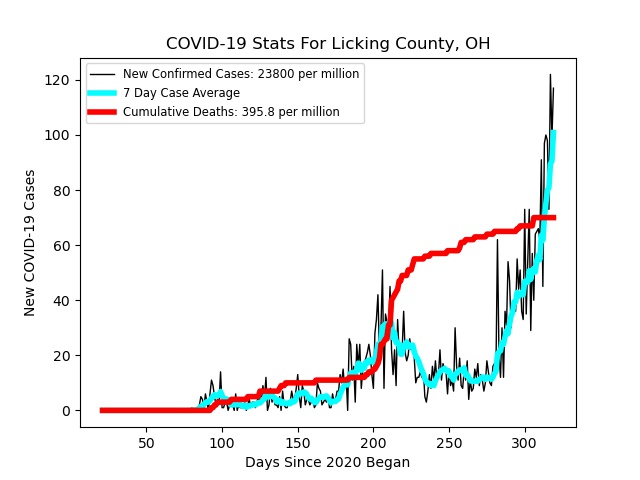 COVID-19 Stats For Licking County, OH
New Confirmed Cases: 23800 per million
7 Day Case Average
Cumulative Deaths: 395.8 per million
New COVID-19 Cases
120
100
80
60
40
20
0
50 100 150 200 250 300
Days Since 2020 Began